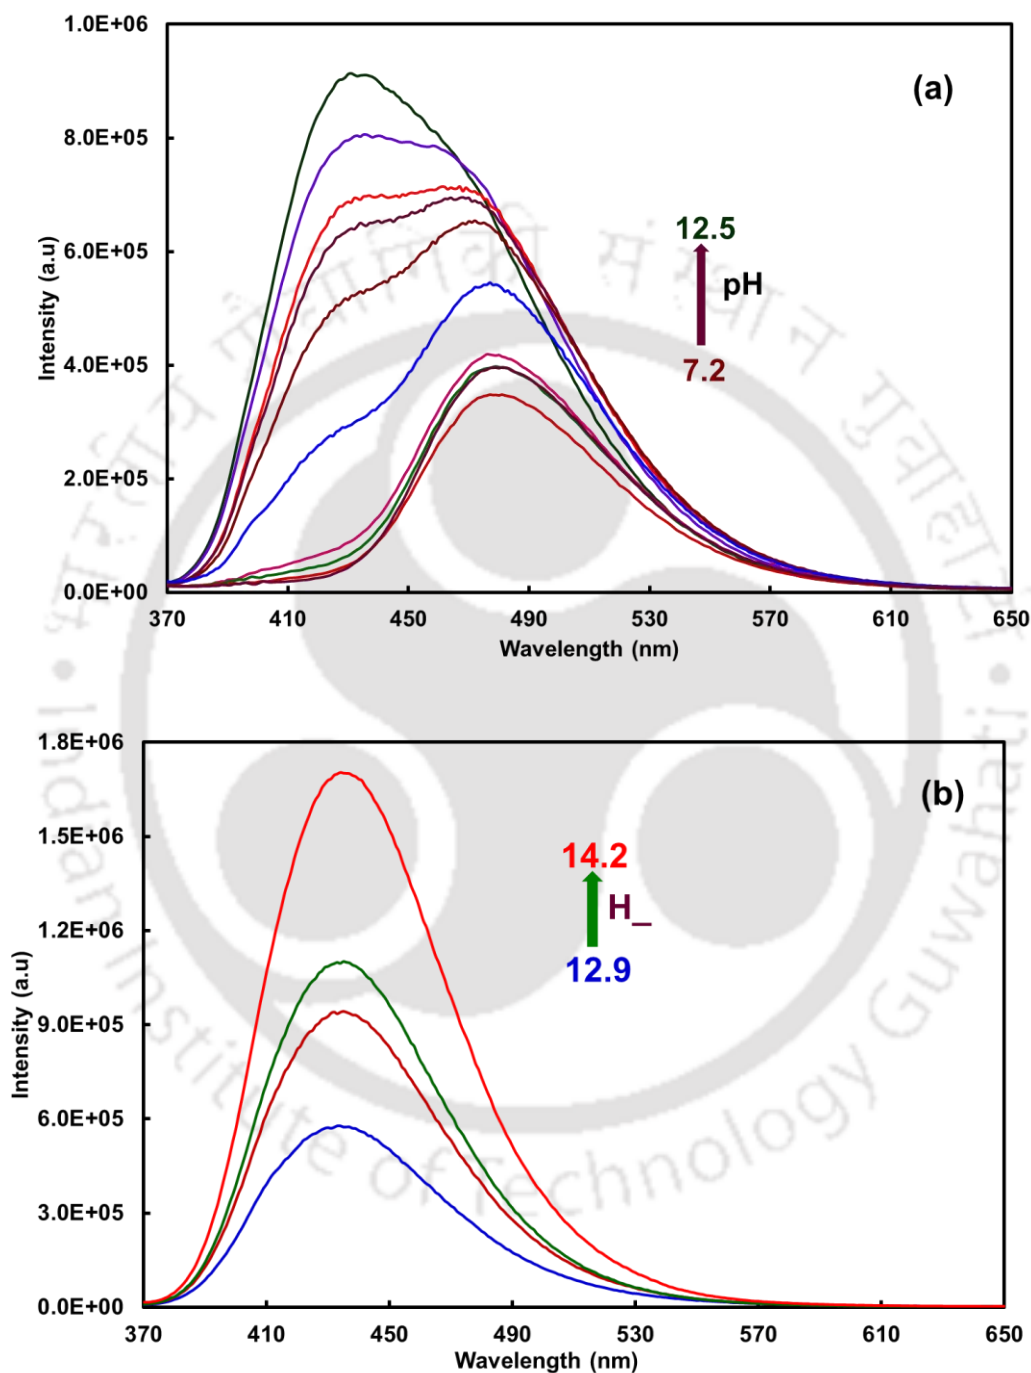 1.0E+06
(a)
8.0E+05
12.5
6.0E+05
pH
Intensity (a.u)
4.0E+05
7.2
2.0E+05
0.0E+00
370 410 450 490 530 570 610 650
Wavelength (nm)
1.8E+06
(b)
1.5E+06
14.2
1.2E+06
H_
12.9
Intensity (a.u)
9.0E+05
6.0E+05
3.0E+05
0.0E+00
370 410 450 490 530 570 610 650
Wavelength (nm)
Indian Institute of Technology Guwahati